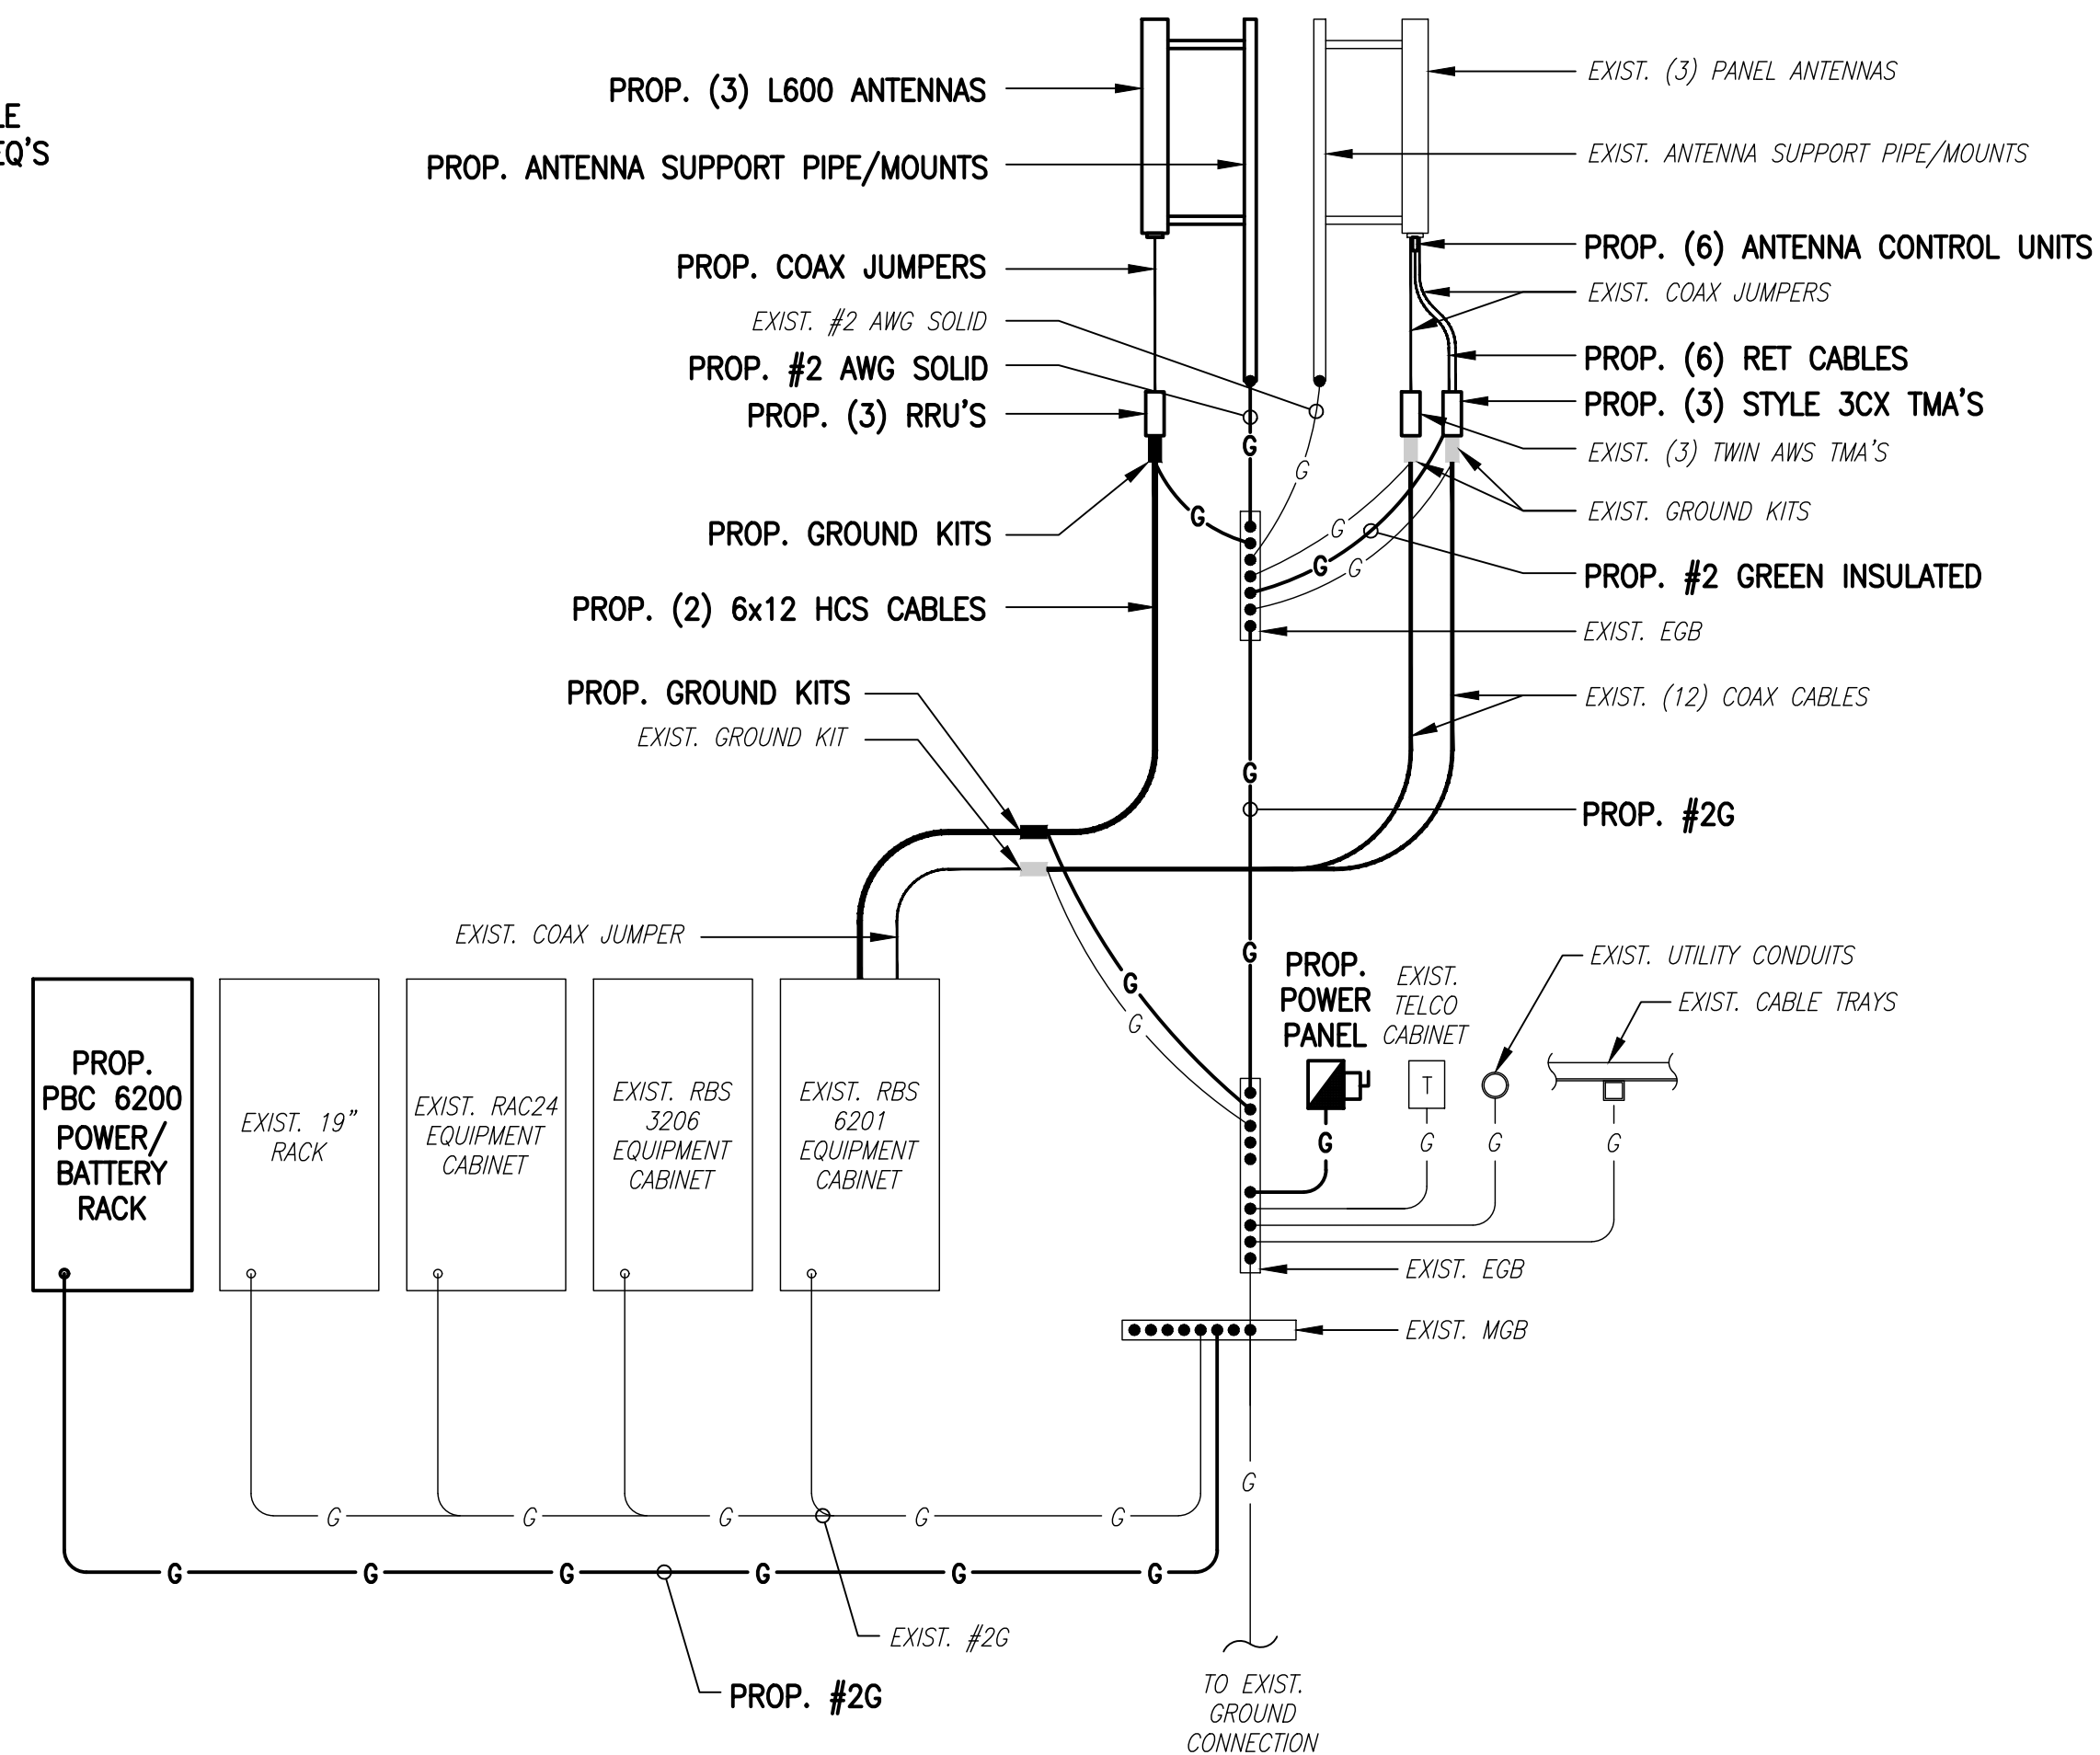 PROP. (3) L600 ANTENNAS
PROP. ANTENNA SUPPORT PIPE/MOUNTS
PROP. COAX JUMPERS
EXIST. #2 AWG SOLID
PROP. #2 AWG SOLID
PROP. (3) RRU'S
PROP. GROUND KITS
PROP. (2) 6x12 HCS CABLES
PROP. GROUND KITS
EXIST. GROUND KIT
EXIST. COAX JUMPER
EXIST. (3) PANEL ANTENNAS
EXIST. ANTENNA SUPPORT PIPE/MOUNTS
PROP. (6) ANTENNA CONTROL UNITS
EXIST. COAX JUMPERS
PROP. (6) RET CABLES
PROP. (3) STYLE 3CX TMA'S
EXIST. (3) TWIN AWS TMA'S
EXIST. GROUND KITS
PROP. #2 GREEN INSULATED
EXIST. EGB
EXIST. (12) COAX CABLES
PROP. #2G
G
G
G
G
G
G
G
G
G
G
PROP.
POWER
PANEL
EXIST.
TELCO
CABINET
T
EXIST. UTILITY CONDUITS
EXIST. CABLE TRAYS
G
G
G
G
PROP.
PBC 6200
POWER/
BATTERY
RACK
EXIST. 19"
RACK
EXIST. RAC24
EQUIPMENT
CABINET
EXIST. RBS
3206
EQUIPMENT
CABINET
EXIST. RBS
6201
EQUIPMENT
CABINET
EXIST. EGB
EXIST. MGB
G
G G G G G
G G G G G G
EXIST. #2G
PROP. #2G
TO EXIST.
GROUND
CONNECTION
EQ'S